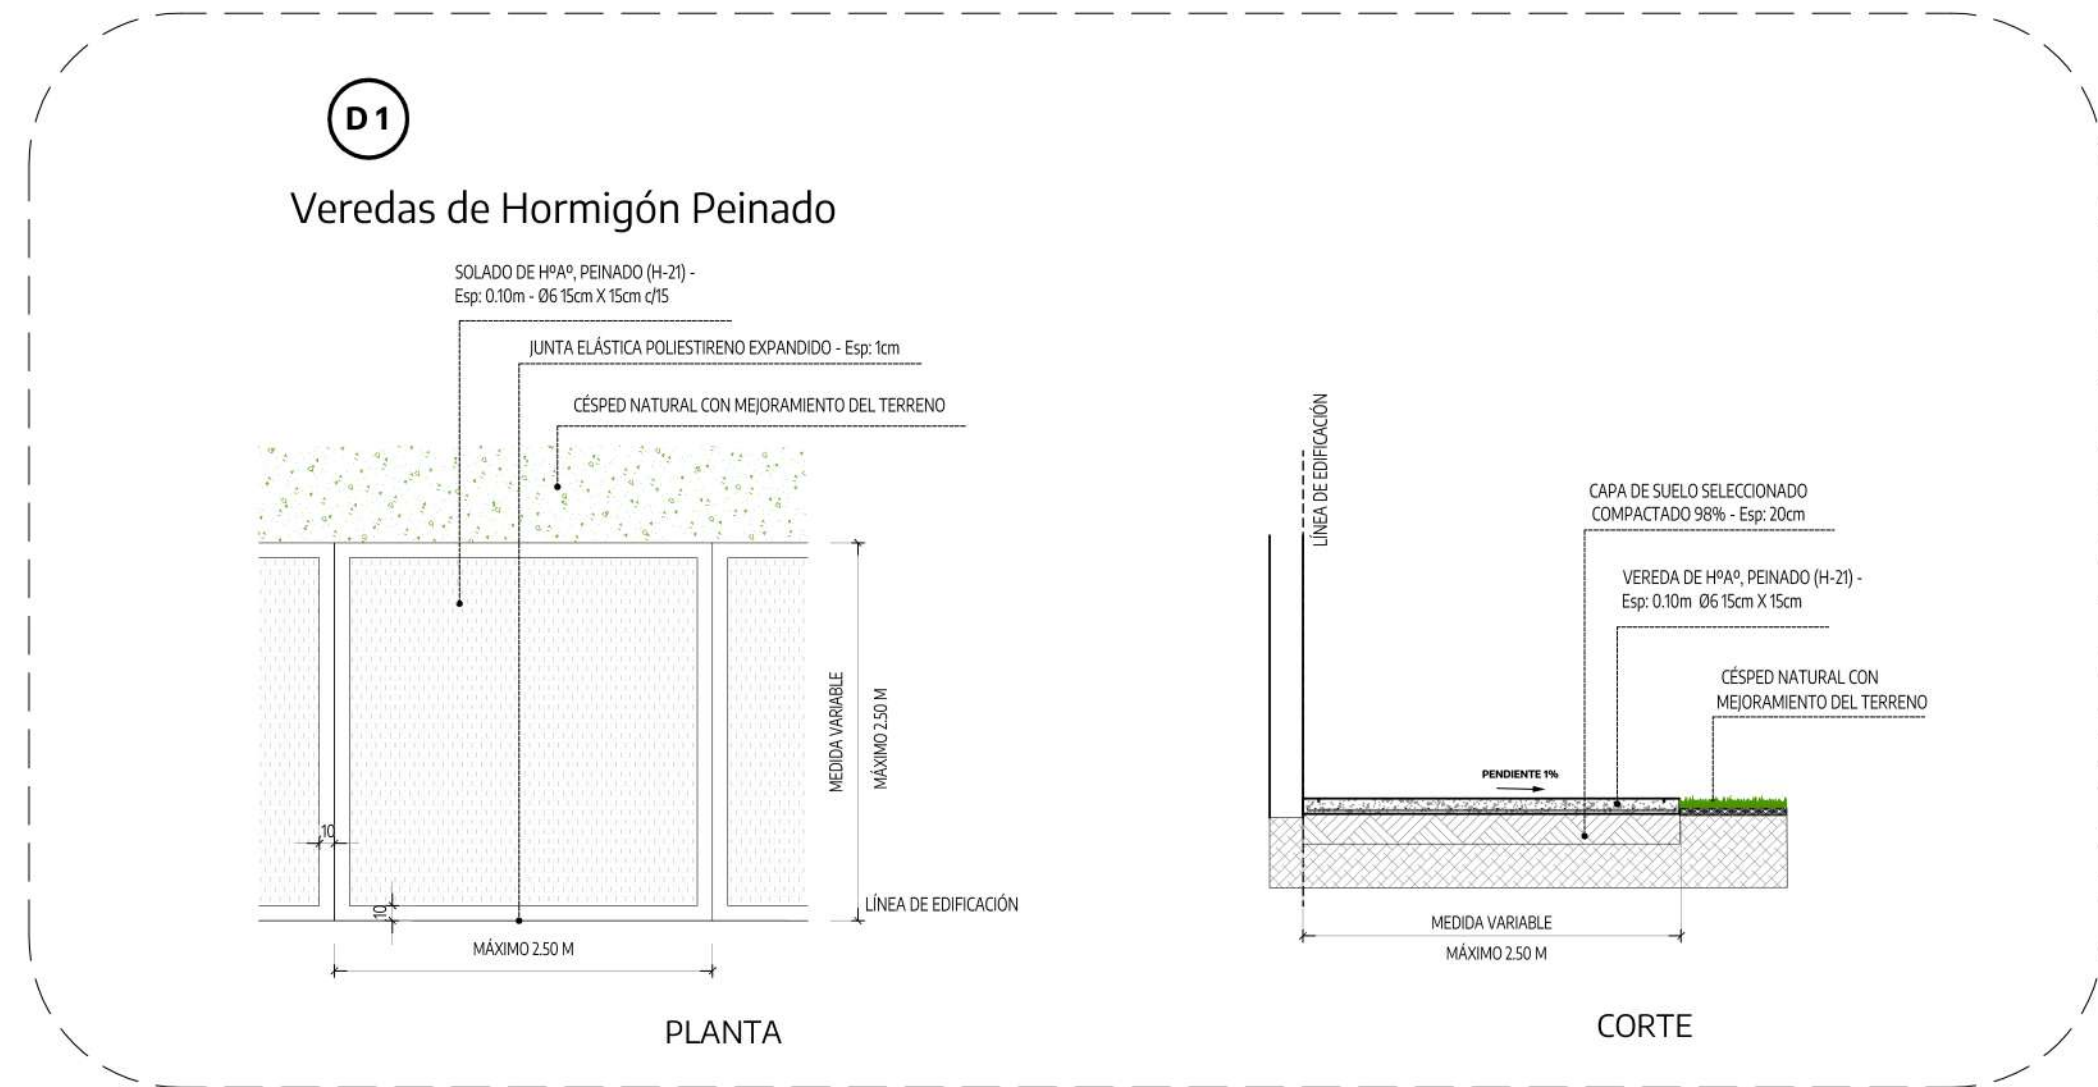 D 1
Veredas de Hormigón Peinado
SOLADO DE HºAº, PEINADO (H-21) -
Esp: 0.10m - Ø6 15cm X 15cm c/15
JUNTA ELÁSTICA POLIESTIRENO EXPANDIDO - Esp: 1cm
CÉSPED NATURAL CON MEJORAMIENTO DEL TERRENO
MEDIDA VARIABLE
MÁXIMO 2.50 M
10
10
LÍNEA DE EDIFICACIÓN
MÁXIMO 2.50 M
PLANTA
LÍNEA DE EDIFICACIÓN
CAPA DE SUELO SELECCIONADO
COMPACTADO 98% - Esp: 20cm
VEREDA DE HºAº, PEINADO (H-21) -
Esp: 0.10m Ø6 15cm X 15cm
CÉSPED NATURAL CON
MEJORAMIENTO DEL TERRENO
PENDIENTE 1%
MEDIDA VARIABLE
MÁXIMO 2.50 M
CORTE